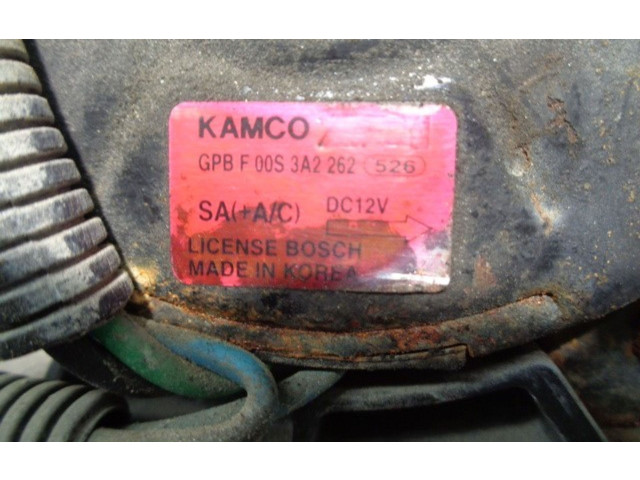 KAMCO
GPB F 00S 3A2 262 526
SA(+A/C) DC12V
LICENSE BOSCH
MADE IN KOREA